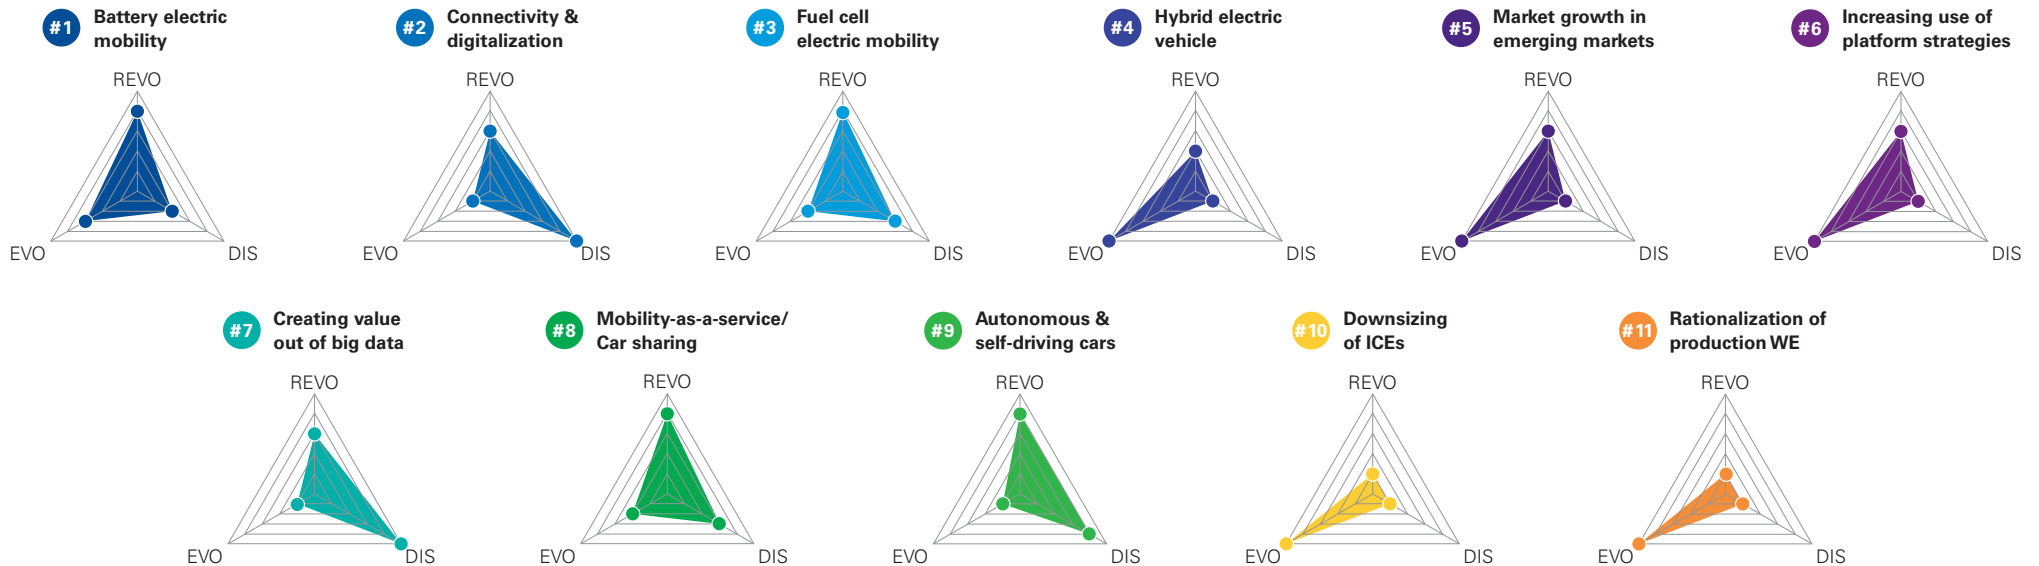 #1 Battery electric
mobility
REVO
EVO
DIS
#2 Connectivity &
digitalization
REVO
EVO
DIS
#3 Fuel cell
electric mobility
REVO
EVO
DIS
#4 Hybrid electric
vehicle
REVO
EVO
DIS
#5 Market growth in
emerging markets
REVO
EVO
DIS
#6 Increasing use of
platform strategies
REVO
EVO
DIS
#7 Creating value
out of big data
REVO
EVO
DIS
#8 Mobility-as-a-service/
Car sharing
REVO
EVO
DIS
#9 Autonomous &
self-driving cars
REVO
EVO
DIS
#10 Downsizing
of ICEs
REVO
EVO
DIS
#11 Rationalization of
production WE
REVO
EVO
DIS